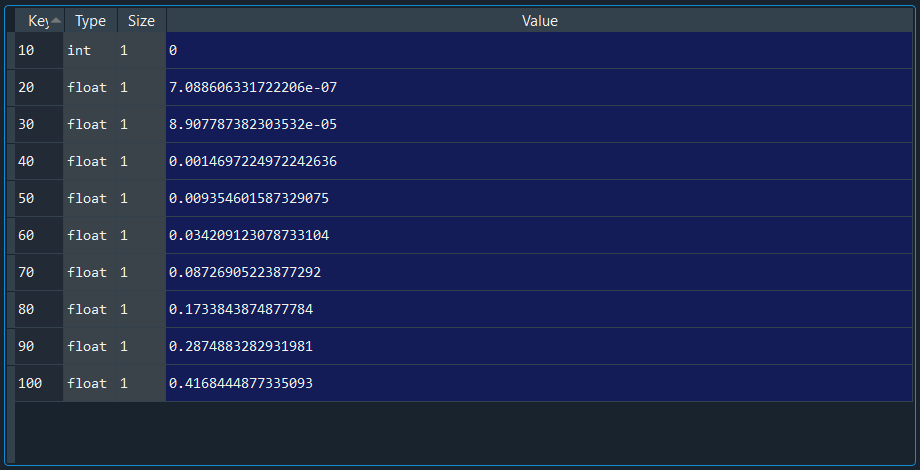 Key Type Size Value
10 int 1 0
20 float 1 7.088606331722206e-07
30 float 1 8.907787382303532e-05
40 float 1 0.0014697224972242636
50 float 1 0.009354601587329075
60 float 1 0.034209123078733104
70 float 1 0.08726905223877292
80 float 1 0.1733843874877784
90 float 1 0.2874883282931981
100 float 1 0.4168444877335093